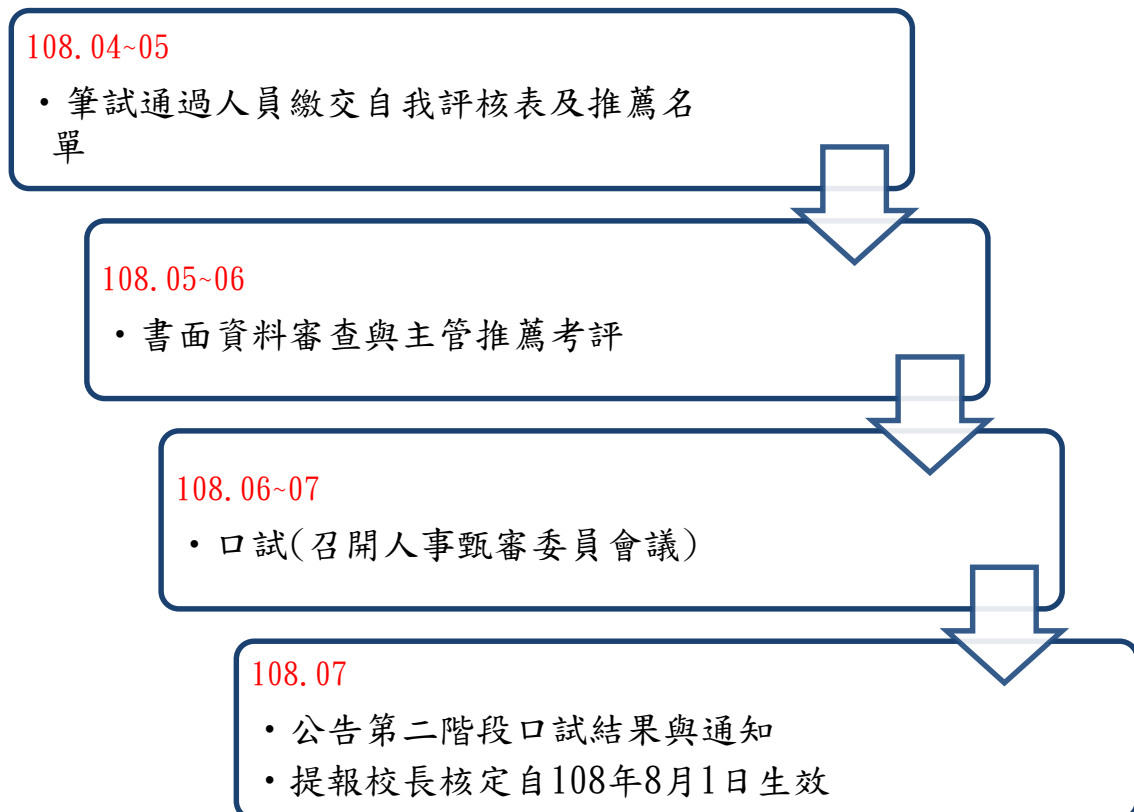 108.04~05
•筆試通過人員繳交自我評核表及推薦名
單
108.05~06
•書面資料審查與主管推薦考評
108.06~07
•口試(召開人事甄審委員會議)
108.07
•公告第二階段口試結果與通知
•提報校長核定自108年8月1日生效